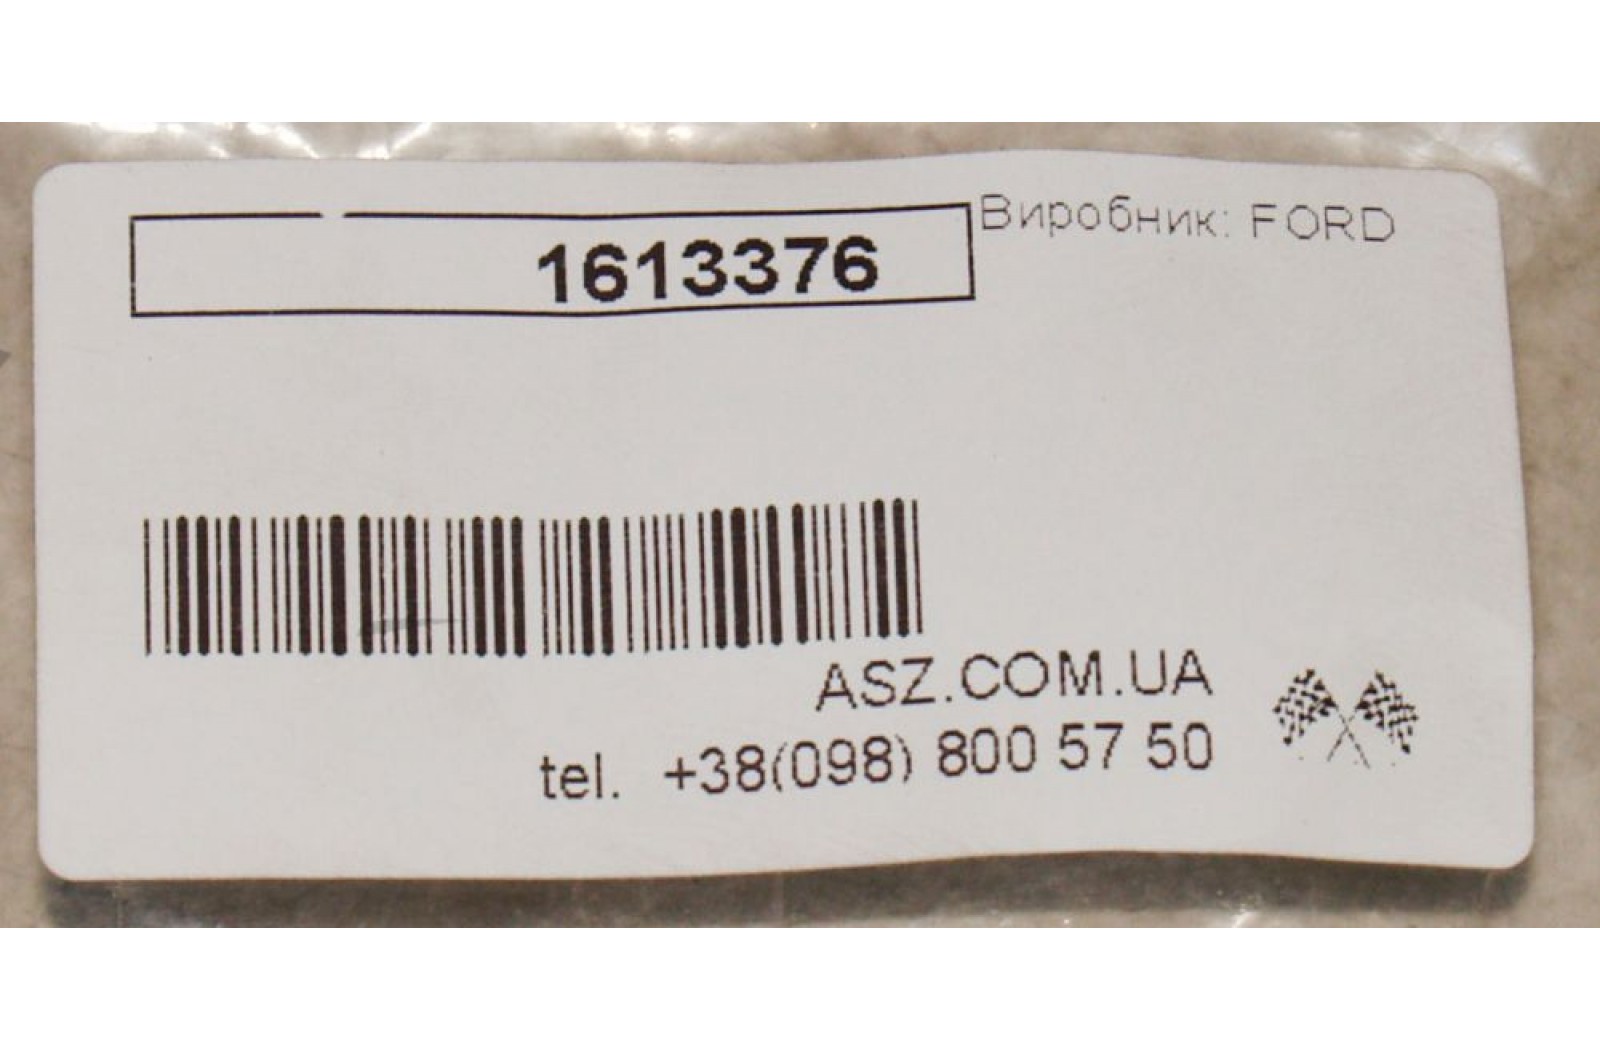 1613376
Виробник: FORD
ASZ.COM.UA
tel. +38(098) 800 57 50